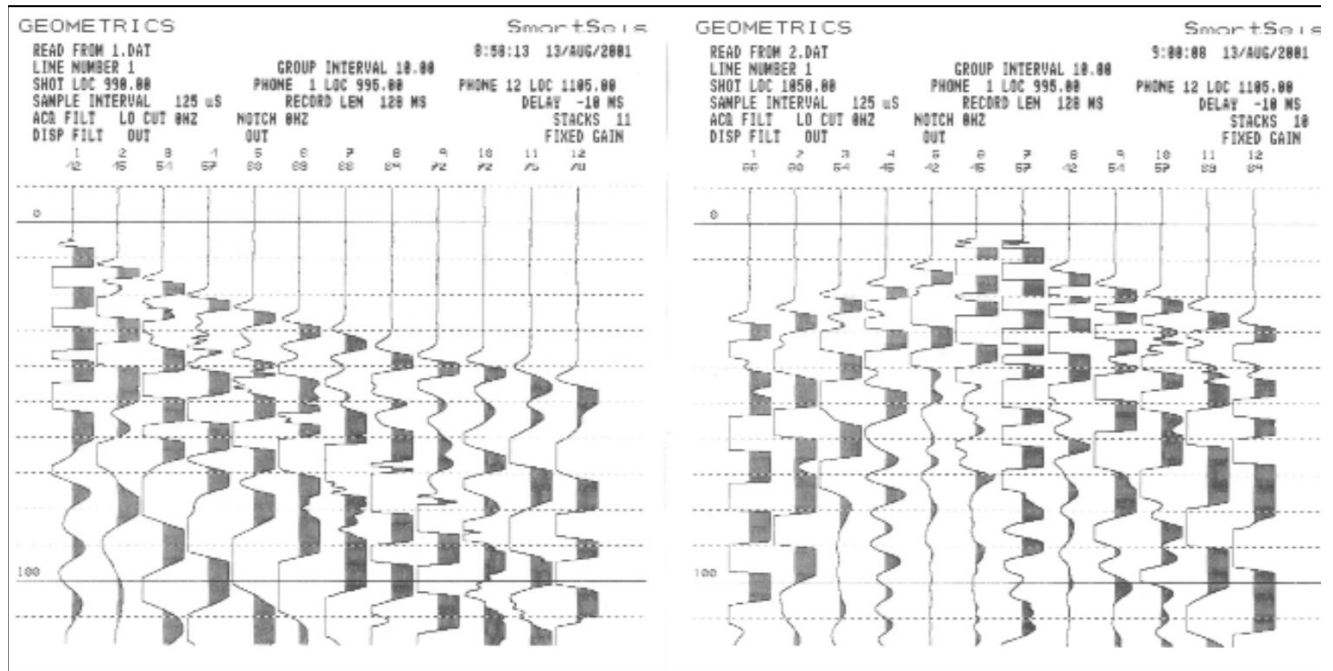 GEOMETRICS SmartSeis
READ FROM 1.DAT 8:58:13 13/AUG/2001
LINE NUMBER 1 GROUP INTERVAL 10.00
SHOT LOC 990.00 PHONE 1 LOC 995.00 PHONE 12 LOC 1105.00
SAMPLE INTERVAL 125 uS RECORD LEN 128 MS DELAY -10 MS
ACQ FILT LO CUT 0HZ NOTCH 0HZ STACKS 11
DISP FILT OUT OUT FIXED GAIN
1 2 3 4 5 6 7 8 9 10 11 12
0
100
GEOMETRICS SmartSeis
READ FROM 2.DAT 9:00:08 13/AUG/2001
LINE NUMBER 1 GROUP INTERVAL 10.00
SHOT LOC 1050.00 PHONE 1 LOC 995.00 PHONE 12 LOC 1105.00
SAMPLE INTERVAL 125 uS RECORD LEN 128 MS DELAY -10 MS
ACQ FILT LO CUT 0HZ NOTCH 0HZ STACKS 10
DISP FILT OUT OUT FIXED GAIN
1 2 3 4 5 6 7 8 9 10 11 12
0
100